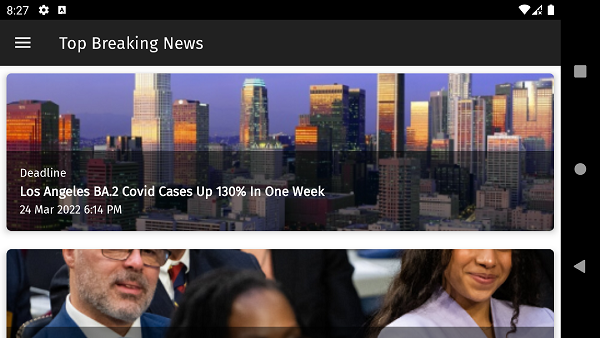 8:27
Top Breaking News
Deadline
Los Angeles BA.2 Covid Cases Up 130% In One Week
24 Mar 2022 6:14 PM